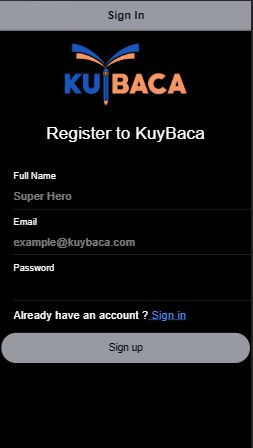 Sign In
KUYBACA
Register to KuyBaca
Full Name
Super Hero
Email
example@kuybaca.com
Password
Already have an account ? Sign in
Sign up